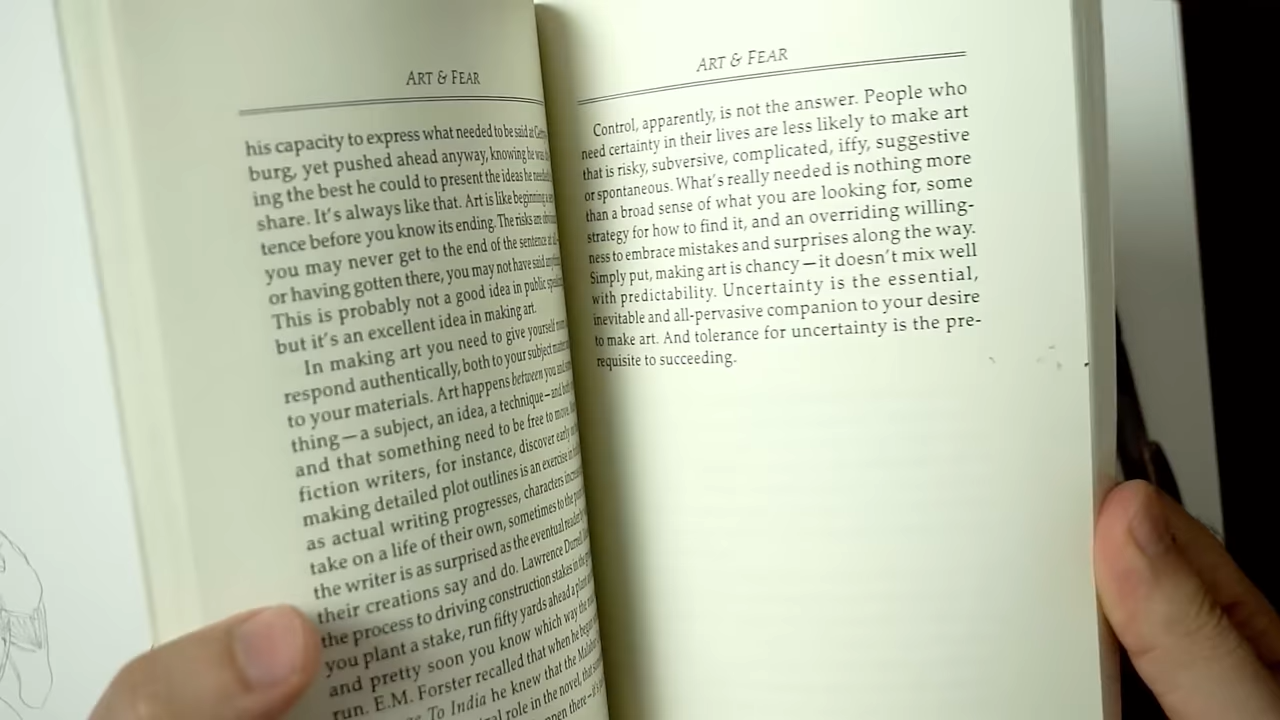 ART & FEAR
his capacity to express what needed to be said at
burg, yet pushed ahead anyway, knowing he was
ing the best he could to present the ideas he needed
share. It's always like that. Art is like beginning a
tence before you know its ending. The risks are
you may never get to the end of the sentence at
or having gotten there, you may not have said
This is probably not a good idea in public
but it's an excellent idea in making art.
In making art you need to give yourself room
respond authentically, both to your subject matter
to your materials. Art happens between you and
thing—a subject, an idea, a technique—and both
and that something need to be free to move.
fiction writers, for instance, discover early
making detailed plot outlines is an exercise in
as actual writing progresses, characters
take on a life of their own, sometimes to the
the writer is as surprised as the eventual reader
their creations say and do. Lawrence Durrell
the process to driving construction stakes in the
you plant a stake, run fifty yards ahead a plant
and pretty soon you know which way the
run. E.M. Forster recalled that when he began
To India he knew that the
role in the novel, that
there—
ART & FEAR
Control, apparently, is not the answer. People who
need certainty in their lives are less likely to make art
that is risky, subversive, complicated, iffy, suggestive
or spontaneous. What's really needed is nothing more
than a broad sense of what you are looking for, some
strategy for how to find it, and an overriding willing-
ness to embrace mistakes and surprises along the way.
Simply put, making art is chancy—it doesn't mix well
with predictability. Uncertainty is the essential,
inevitable and all-pervasive companion to your desire
to make art. And tolerance for uncertainty is the pre-
requisite to succeeding.